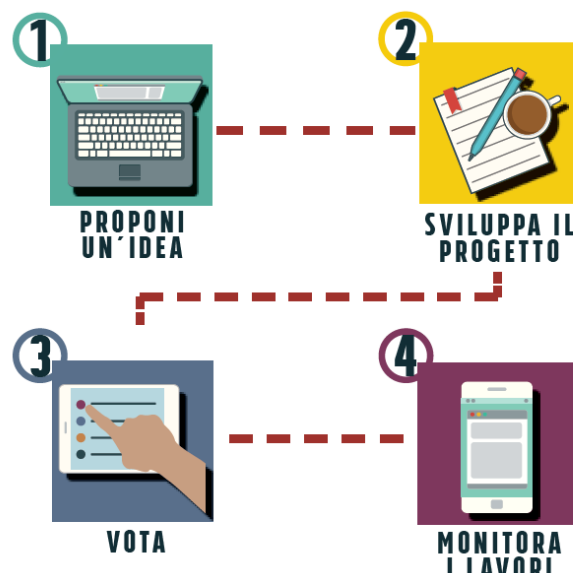 1
PROPONI
UN'IDEA
2
SVILUPPA IL
PROGETTO
3
VOTA
4
MONITORA
I LAVORI